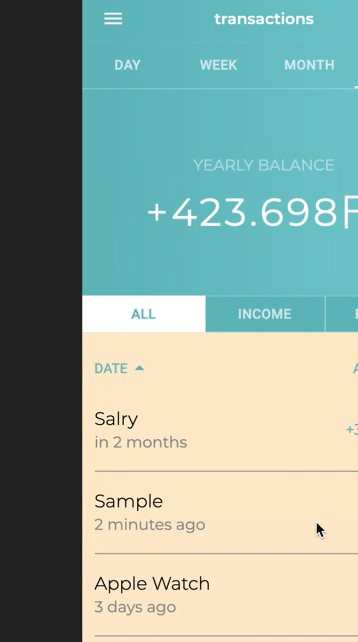 transactions
DAY WEEK MONTH
YEARLY BALANCE
+423.698F
ALL INCOME
DATE
Salry
in 2 months
+3
Sample
2 minutes ago
Apple Watch
3 days ago